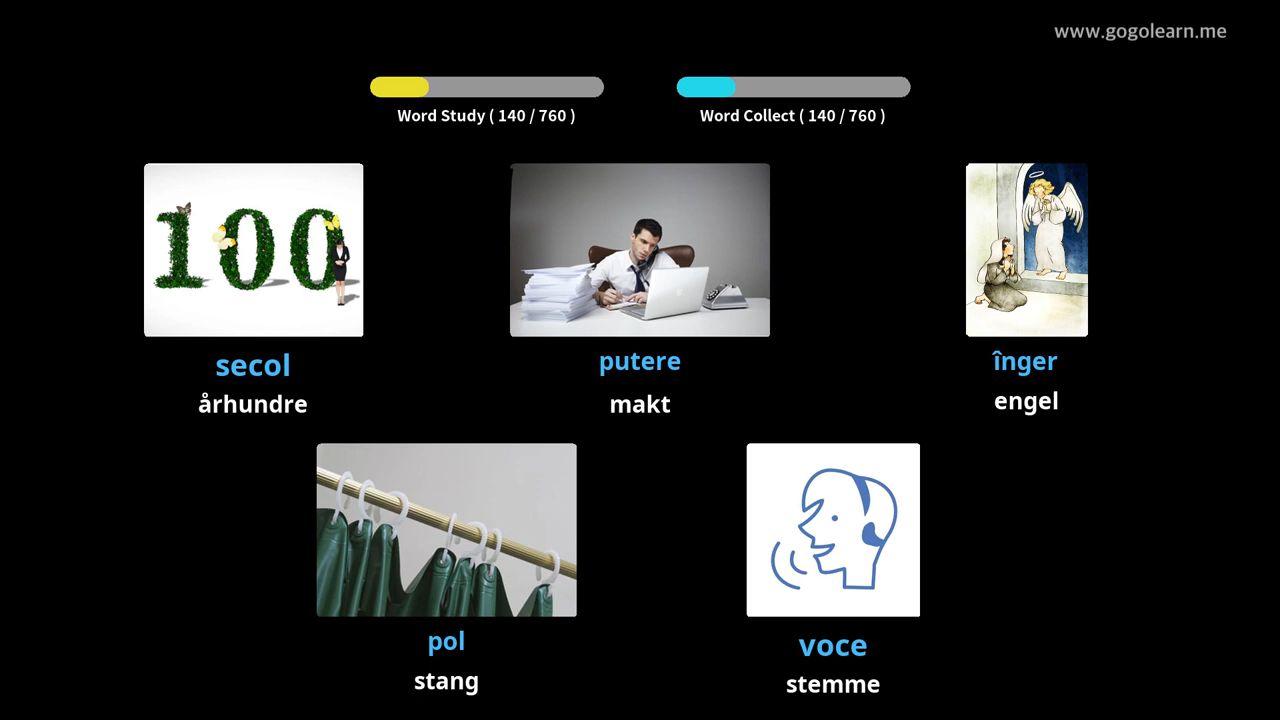 www.gogolearn.me
Word Study ( 140 / 760 )
Word Collect ( 140 / 760 )
100
secol
århundre
putere
makt
înger
engel
pol
stang
voce
stemme